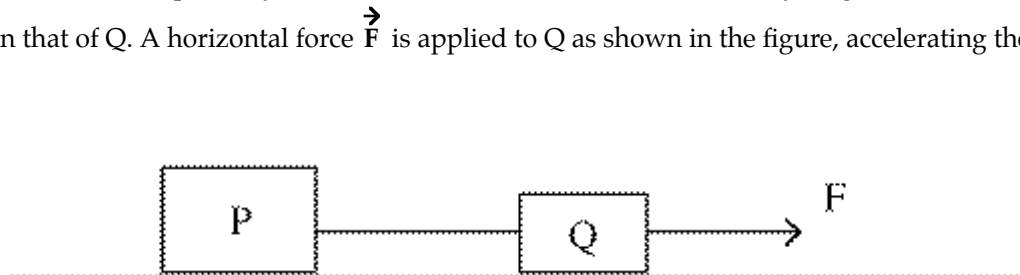 n that of Q. A horizontal force F is applied to Q as shown in the figure, accelerating the
F
P
Q